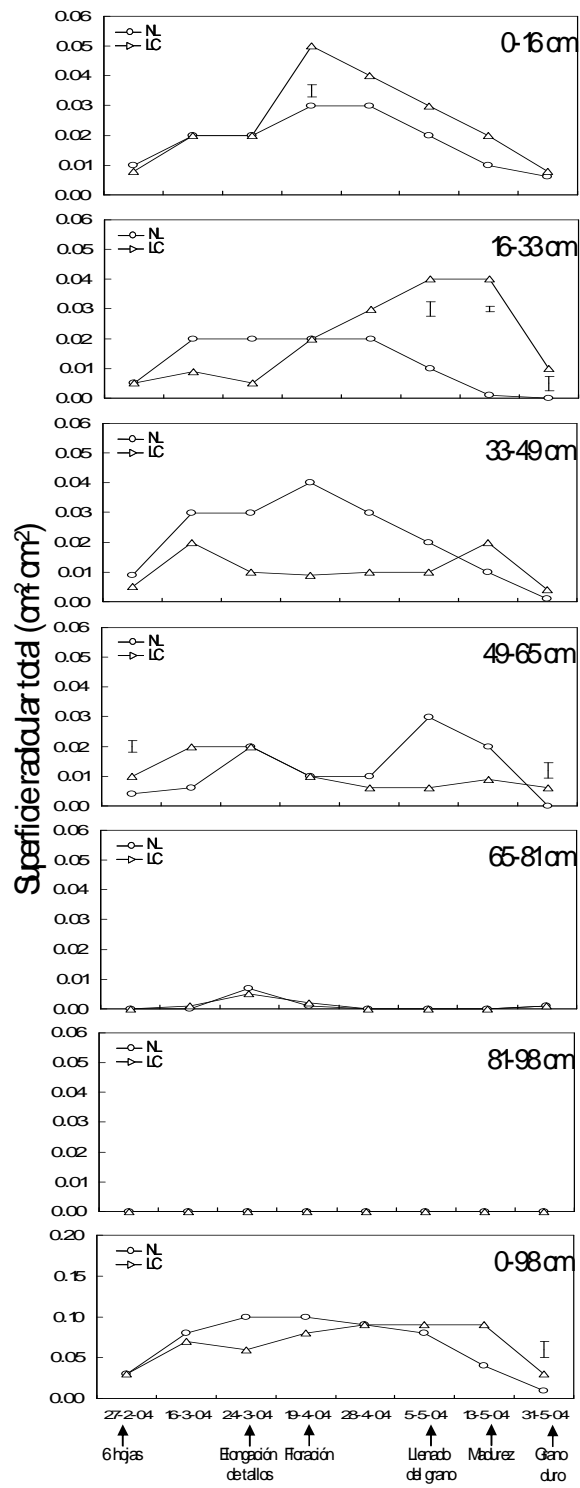 0.06
NL
LC
0-16 cm
0.05
0.04
0.03
0.02
0.01
0.00
0.06
NL
LC
16-33 cm
0.05
0.04
0.03
0.02
0.01
0.00
0.06
NL
LC
33-49 cm
0.05
0.04
0.03
0.02
0.01
0.00
Superficie radicular total (cm² cm⁻²)
0.06
NL
LC
49-65 cm
0.05
0.04
0.03
0.02
0.01
0.00
0.06
NL
LC
65-81 cm
0.05
0.04
0.03
0.02
0.01
0.00
0.06
NL
LC
81-98 cm
0.05
0.04
0.03
0.02
0.01
0.00
0.20
NL
LC
0-98 cm
0.15
0.10
0.05
0.00
27-2-04 16-3-04 24-3-04 19-4-04 28-4-04 5-5-04 13-5-04 31-5-04
6 hojas Elongación Floración Llenado Madurez Grano
de tallos del grano duro